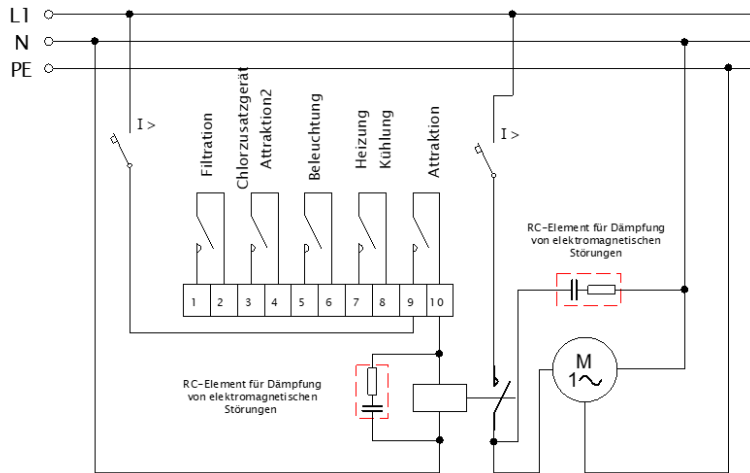 L1
N
PE
I >
I >
Filtration
Chlorzusatzgerät
Attraktion2
Beleuchtung
Heizung
Kühlung
Attraktion
RC-Element für Dämpfung
von elektromagnetischen
Störungen
1 2 3 4 5 6 7 8 9 10
M
1
RC-Element für Dämpfung
von elektromagnetischen
Störungen